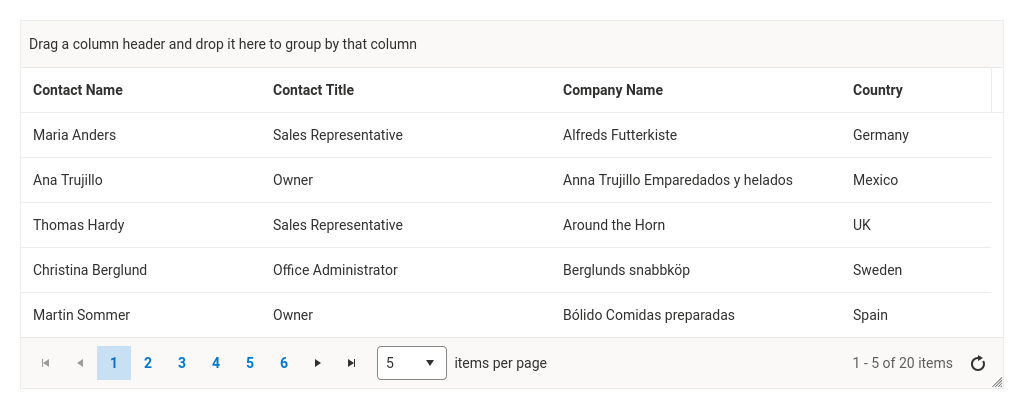 Drag a column header and drop it here to group by that column
Contact Name Contact Title Company Name Country
Maria Anders Sales Representative Alfreds Futterkiste Germany
Ana Trujillo Owner Anna Trujillo Emparedados y helados Mexico
Thomas Hardy Sales Representative Around the Horn UK
Christina Berglund Office Administrator Berglunds snabbköp Sweden
Martin Sommer Owner Bólido Comidas preparadas Spain
1 2 3 4 5 6 5 items per page 1 - 5 of 20 items